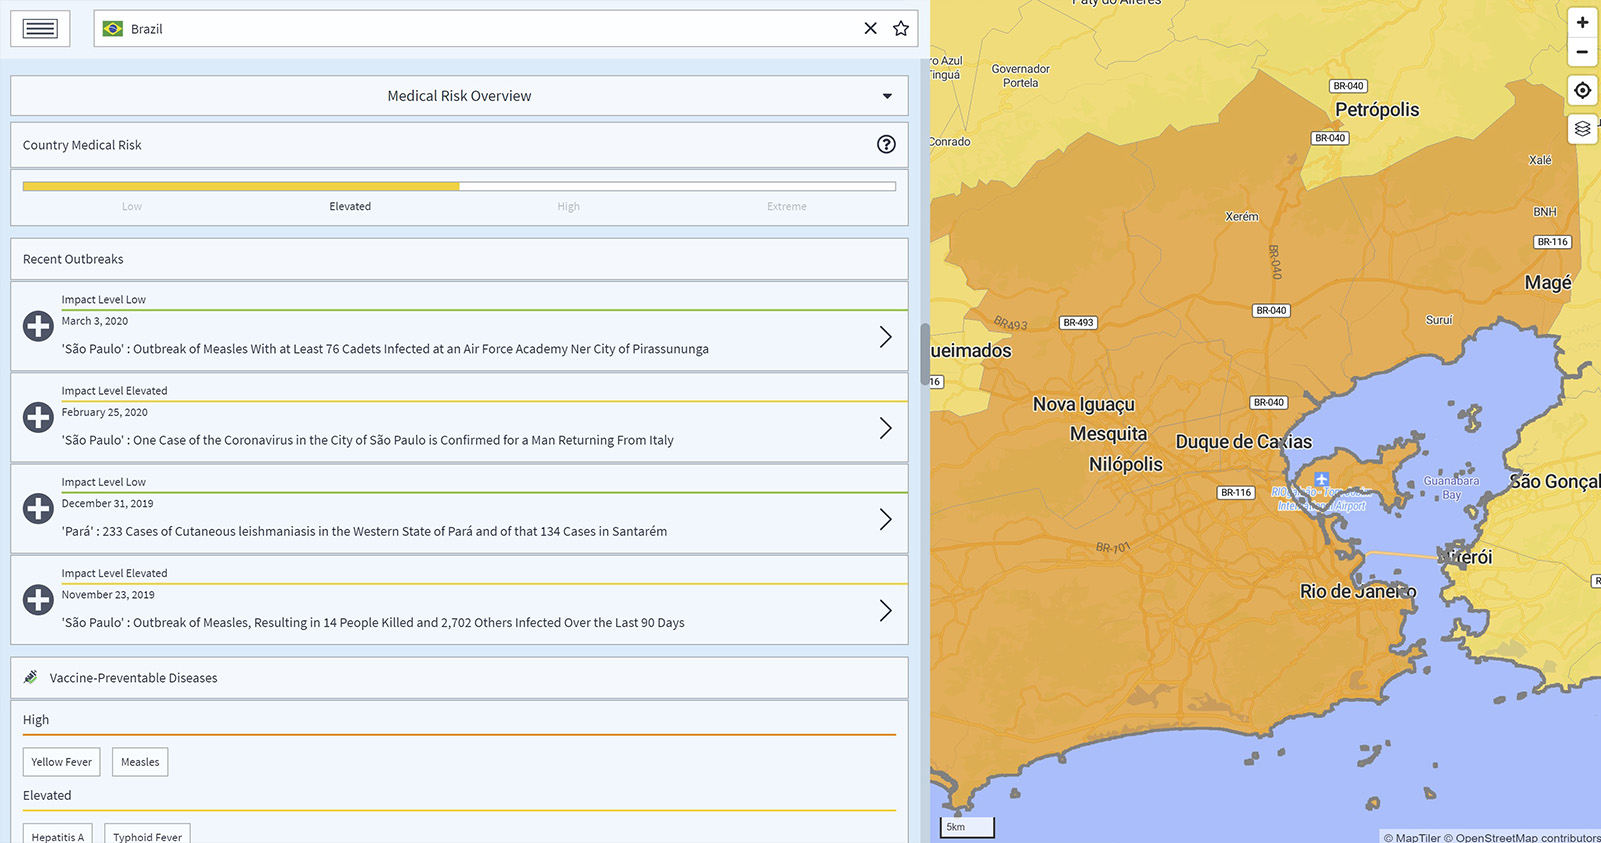 Brazil
Medical Risk Overview
Country Medical Risk
Low
Elevated
High
Extreme
Recent Outbreaks
Impact Level Low
March 3, 2020
'São Paulo' : Outbreak of Measles With at Least 76 Cadets Infected at an Air Force Academy Ner City of Pirassununga
Impact Level Elevated
February 25, 2020
'São Paulo' : One Case of the Coronavirus in the City of São Paulo is Confirmed for a Man Returning From Italy
Impact Level Low
December 31, 2019
'Pará' : 233 Cases of Cutaneous leishmaniasis in the Western State of Pará and of that 134 Cases in Santarém
Impact Level Elevated
November 23, 2019
'São Paulo' : Outbreak of Measles, Resulting in 14 People Killed and 2,702 Others Infected Over the Last 90 Days
Vaccine-Preventable Diseases
High
Yellow Fever
Measles
Elevated
Hepatitis A
Typhoid Fever
Paty do Alferes
ro Azul
Tinguá
Governador
Portela
BR-040
Petrópolis
BR-040
Conrado
Xalé
Xerém
BNH
BR-116
BR-040
Magé
BR-040
BR-493
BR493
Suruí
ueimados
16
Nova Iguaçu
BR-040
Mesquita
Duque de Caxias
Nilópolis
Guanabara
Bay
São Gonçal
BR-116
International Airport
BR-101
Niterói
Rio de Janeiro
R
5km
© MapTiler © OpenStreetMap contributors